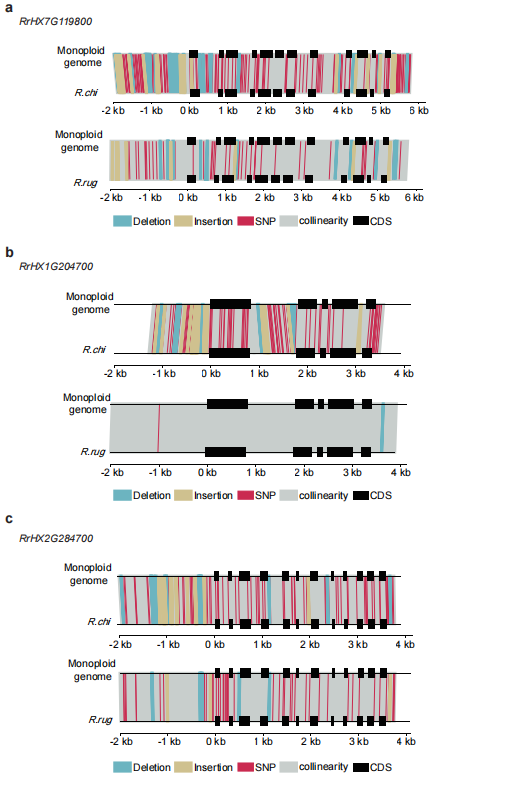 a
RrHX7G119800
Monoploid
genome
R.chi
-2 kb -1 kb 0 kb 1 kb 2 kb 3 kb 4 kb 5 kb 6 kb
Monoploid
genome
R.rug
-2 kb -1 kb 0 kb 1 kb 2 kb 3 kb 4 kb 5 kb 6 kb
Deletion Insertion SNP collinearity CDS
b
RrHX1G204700
Monoploid
genome
R.chi
-2 kb -1 kb 0 kb 1 kb 2 kb 3 kb 4 kb
Monoploid
genome
R.rug
-2 kb -1 kb 0 kb 1 kb 2 kb 3 kb 4 kb
Deletion Insertion SNP collinearity CDS
c
RrHX2G284700
Monoploid
genome
R.chi
-2 kb -1 kb 0 kb 1 kb 2 kb 3 kb 4 kb
Monoploid
genome
R.rug
-2 kb -1 kb 0 kb 1 kb 2 kb 3 kb 4 kb
Deletion Insertion SNP collinearity CDS